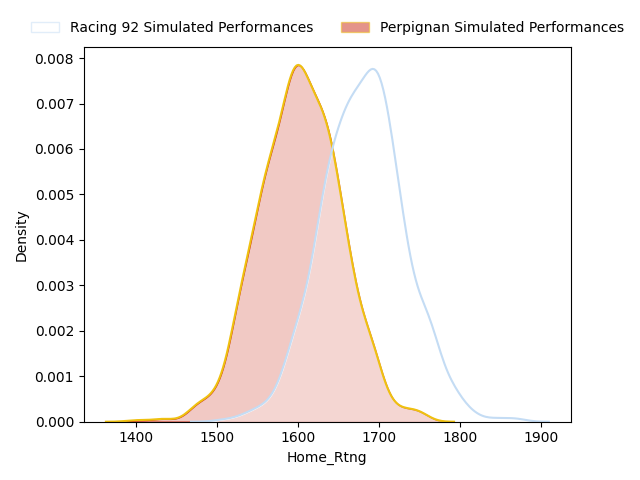 Racing 92 Simulated Performances
Perpignan Simulated Performances
0.008
0.007
0.006
0.005
0.004
0.003
0.002
0.001
0.000
Density
1400 1500 1600 1700 1800 1900
Home_Rtng